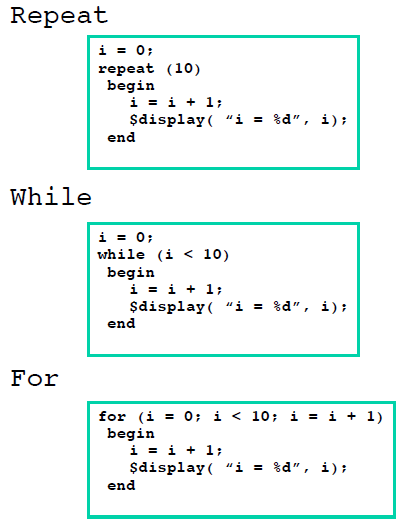 Repeat
i = 0;
repeat (10)
begin
i = i + 1;
$display( “i = %d”, i);
end
While
i = 0;
while (i < 10)
begin
i = i + 1;
$display( “i = %d”, i);
end
For
for (i = 0; i < 10; i = i + 1)
begin
i = i + 1;
$display( “i = %d”, i);
end